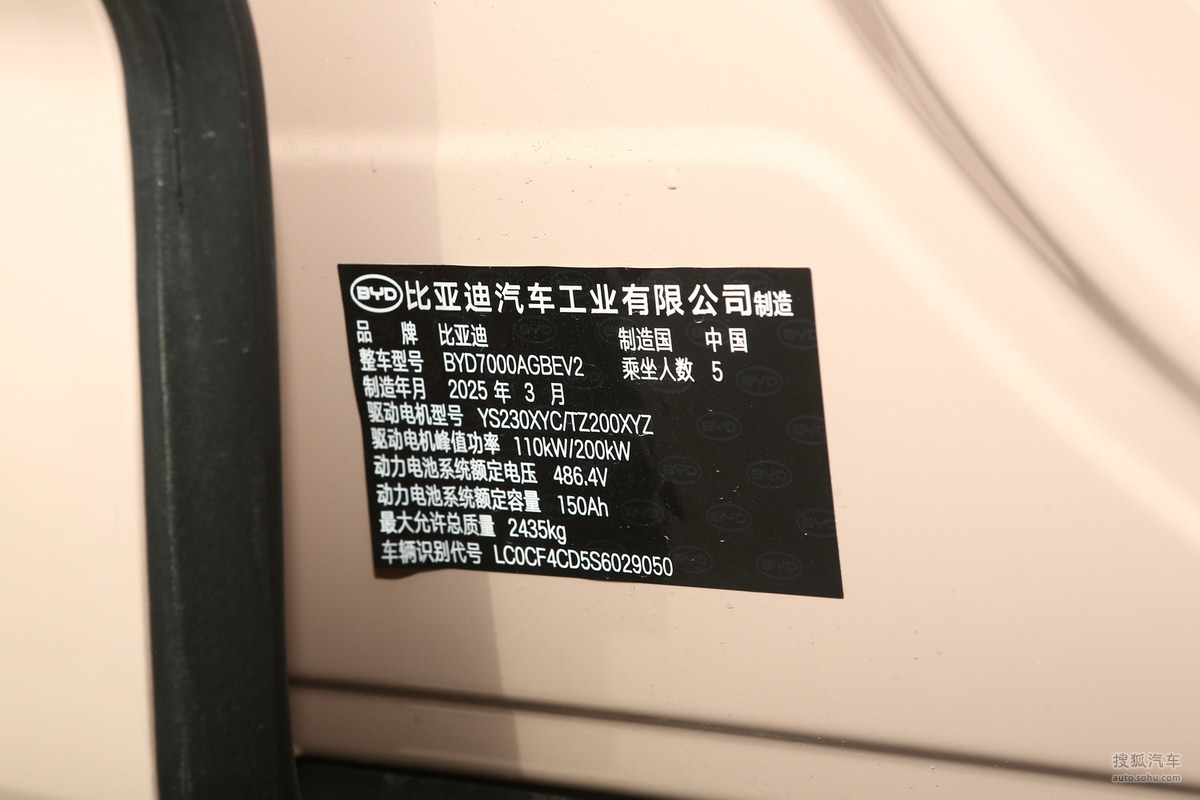 BYD 比亚迪汽车工业有限公司制造
品 牌 比亚迪 制造国 中国
整车型号 BYD7000AGBEV2 乘坐人数 5
制造年月 2025 年 3 月
驱动电机型号 YS230XYC/TZ200XYZ
驱动电机峰值功率 110kW/200kW
动力电池系统额定电压 486.4V
动力电池系统额定容量 150Ah
最大允许总质量 2435kg
车辆识别代号 LC0CF4CD5S6029050
搜狐汽车
auto.sohu.com